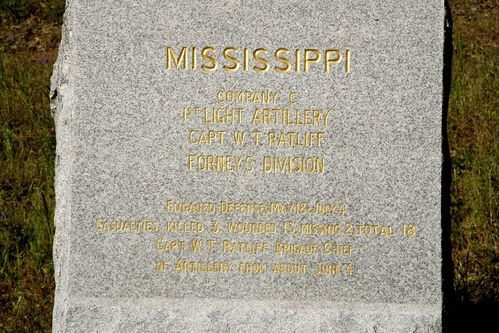 MISSISSIPPI
COMPANY C
1ST LIGHT ARTILLERY
CAPT. W. T. RATLIFF
FORNEY'S DIVISION
ENGAGED DEFENSE MAY 18 - JULY 4
CASUALTIES KILLED 3, WOUNDED 13, MISSING 2 TOTAL 18
CAPT. W. T. RATLIFF BRIGADE CHIEF
OF ARTILLERY FROM ABOUT JUNE 4